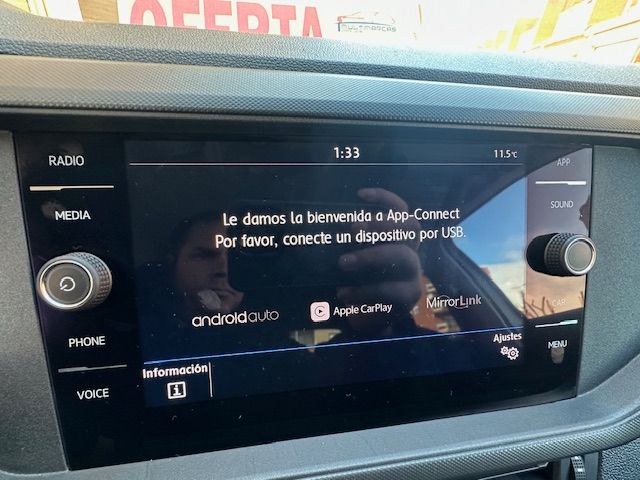 OFERTA
MULTIMARCAS
RADIO
MEDIA
PHONE
VOICE
1:33
11.5°C
Le damos la bienvenida a App-Connect
Por favor, conecte un dispositivo por USB.
androidauto
Apple CarPlay
MirrorLink
Información
i
Ajustes
APP
SOUND
CAR
MENU